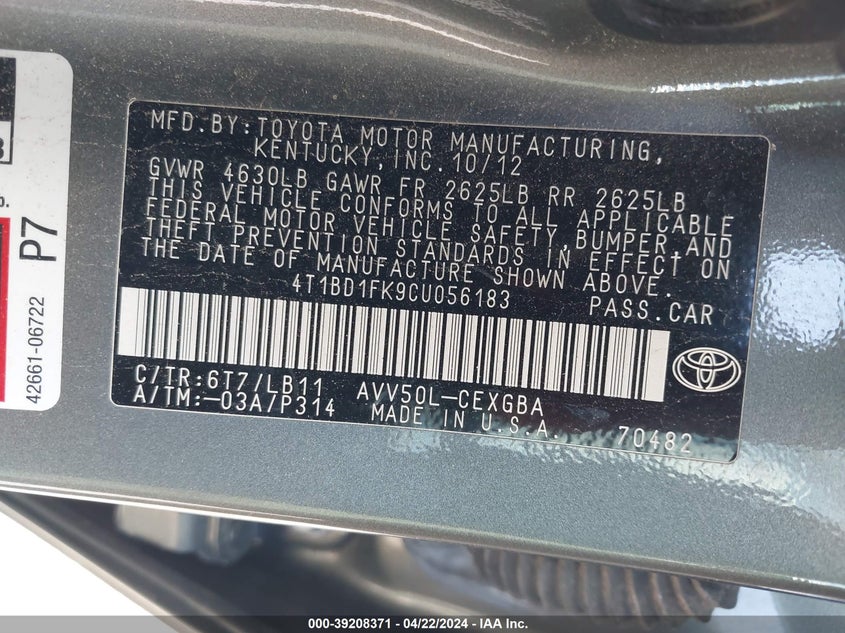 MFD.BY:TOYOTA MOTOR MANUFACTURING,
KENTUCKY,INC.10/12
GVWR 4630LB GAWR FR 2625LB RR 2625LB
THIS VEHICLE CONFORMS TO ALL APPLICABLE
FEDERAL MOTOR VEHICLE SAFETY,BUMPER,AND
THEFT PREVENTION STANDARDS IN EFFECT ON
THE DATE OF MANUFACTURE SHOWN ABOVE.
4T1BD1FK9CU056183 PASS.CAR
C/TR:6T7/LB11 AVV50L-CEXGBA
A/TM:-03A/P314 MADE IN U.S.A. 70482
42661-06722 P7
000-39208371 / 04/22/2024 - IAA Inc.